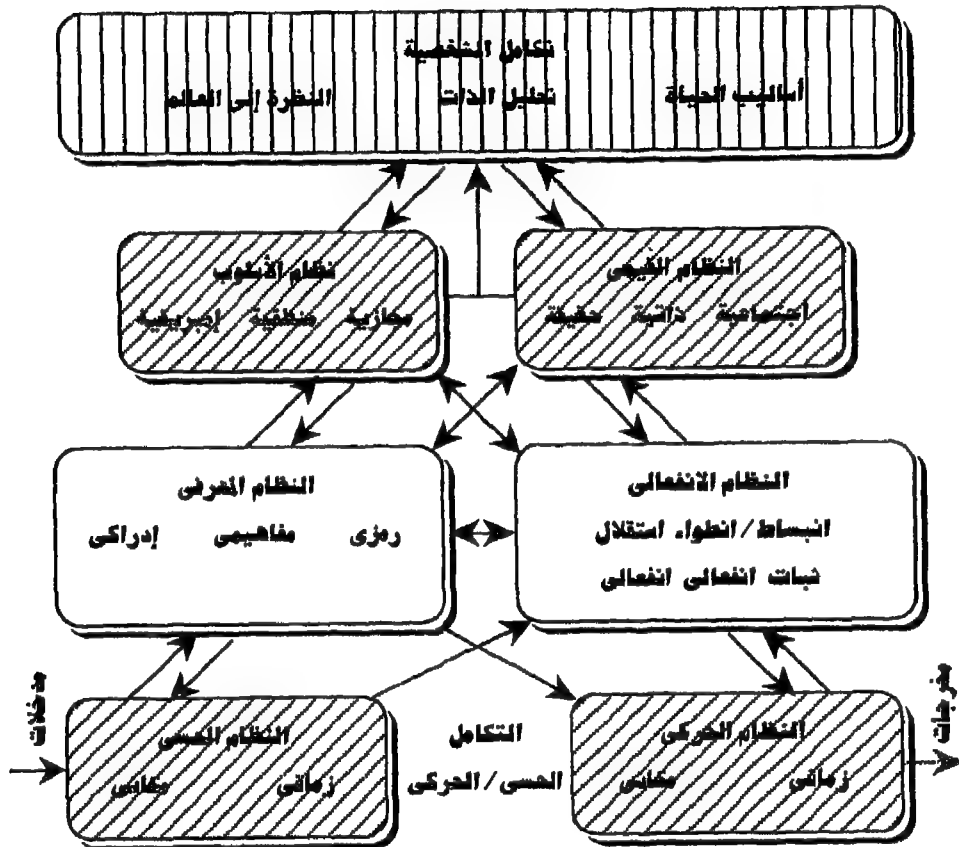 تكامل الشخصية
أساليب الحياة تحليل الذات النظرة إلى العالم
النظام القيمى
اجتماعية ذاتية حقيقة
نظام الأسلوب
مجازية منطقية إمبريقية
النظام الانفعالى
انبساط/انطواء استقلال
ثبات انفعالى انفعالى
النظام المعرفى
رمزى مفاهيمى إدراكى
مخرجات
النظام الحركى
زمانى مكانى
التكامل
الحسى/الحركى
النظام الحسى
زمانى مكانى
مدخلات